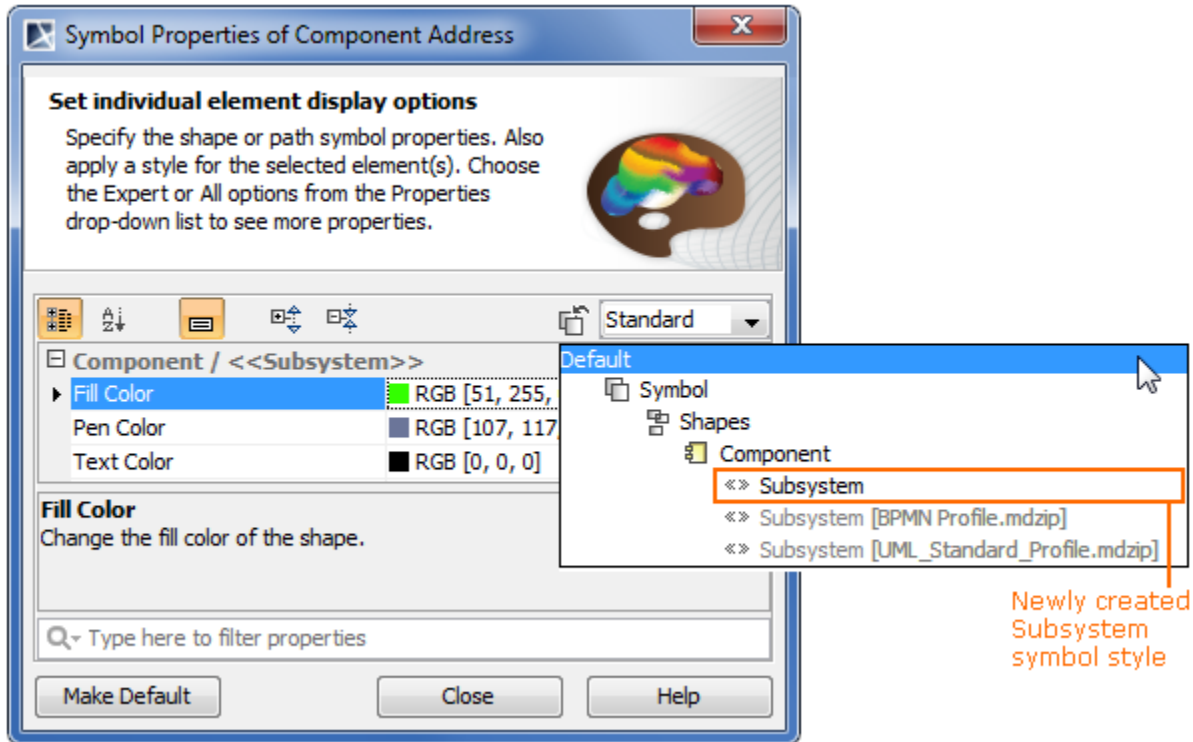 Symbol Properties of Component Address
Set individual element display options
Specify the shape or path symbol properties. Also
apply a style for the selected element(s). Choose
the Expert or All options from the Properties
drop-down list to see more properties.
Standard
Component / <<Subsystem>>
Fill Color RGB [51, 255,
Pen Color RGB [107, 117,
Text Color RGB [0, 0, 0]
Default
Symbol
Shapes
Component
«» Subsystem
«» Subsystem [BPMN Profile.mdzip]
«» Subsystem [UML_Standard_Profile.mdzip]
Fill Color
Change the fill color of the shape.
Newly created
Subsystem
symbol style
Type here to filter properties
Make Default
Close
Help